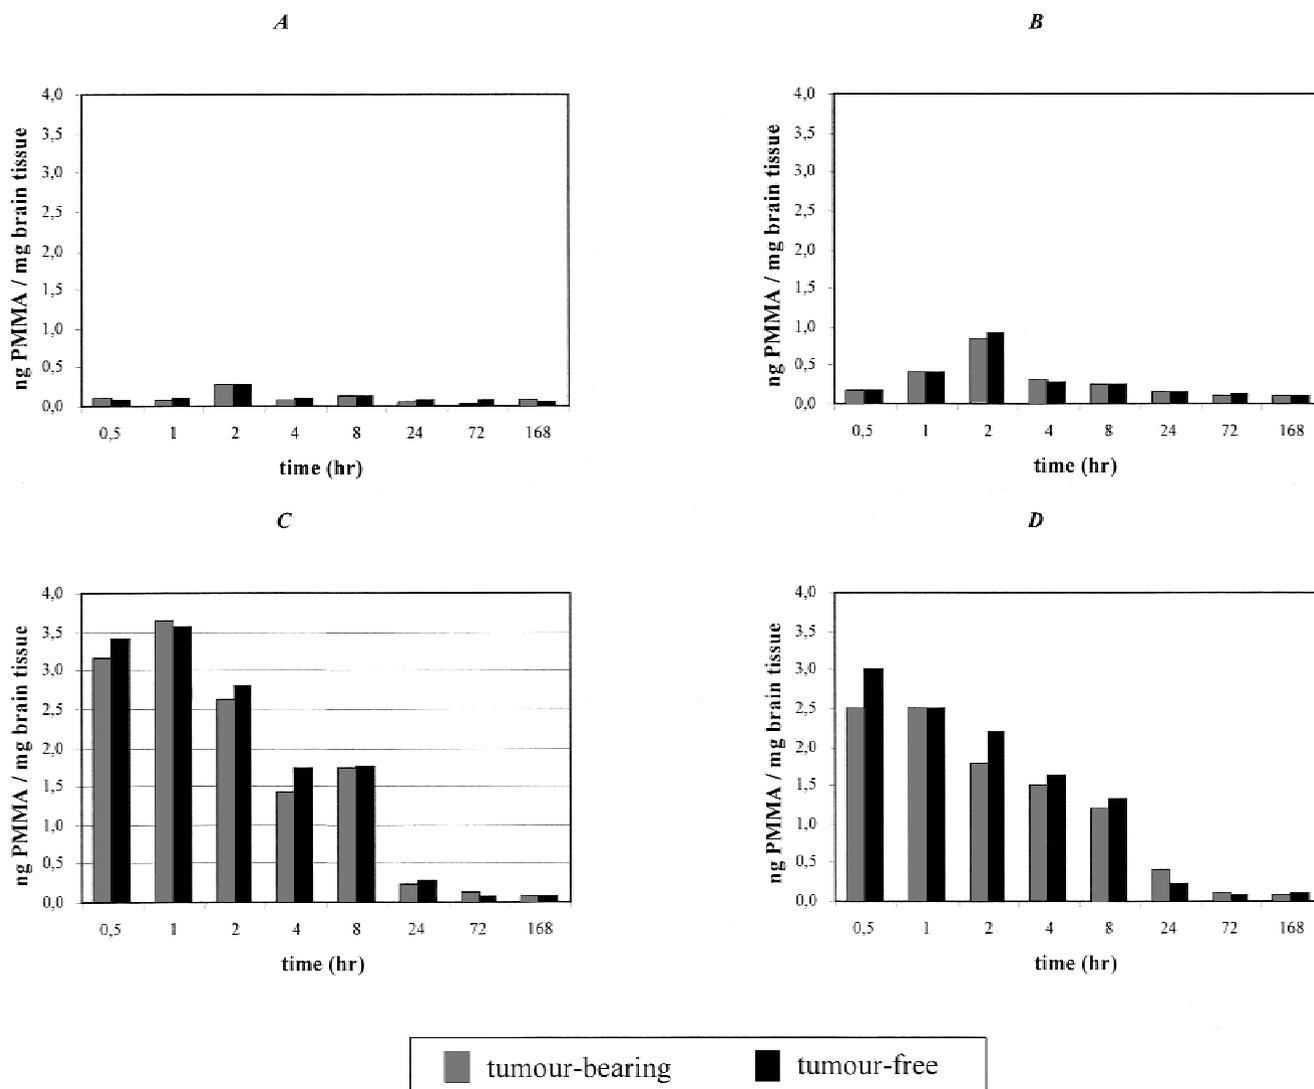 A
B
ng PMMA / mg brain tissue
4,0
3,5
3,0
2,5
2,0
1,5
1,0
0,5
0,0
0,5 1 2 4 8 24 72 168
time (hr)
ng PMMA / mg brain tissue
4,0
3,5
3,0
2,5
2,0
1,5
1,0
0,5
0,0
0,5 1 2 4 8 24 72 168
time (hr)
C
D
ng PMMA / mg brain tissue
4,0
3,5
3,0
2,5
2,0
1,5
1,0
0,5
0,0
0,5 1 2 4 8 24 72 168
time (hr)
ng PMMA / mg brain tissue
4,0
3,5
3,0
2,5
2,0
1,5
1,0
0,5
0,0
0,5 1 2 4 8 24 72 168
time (hr)
tumour-bearing tumour-free